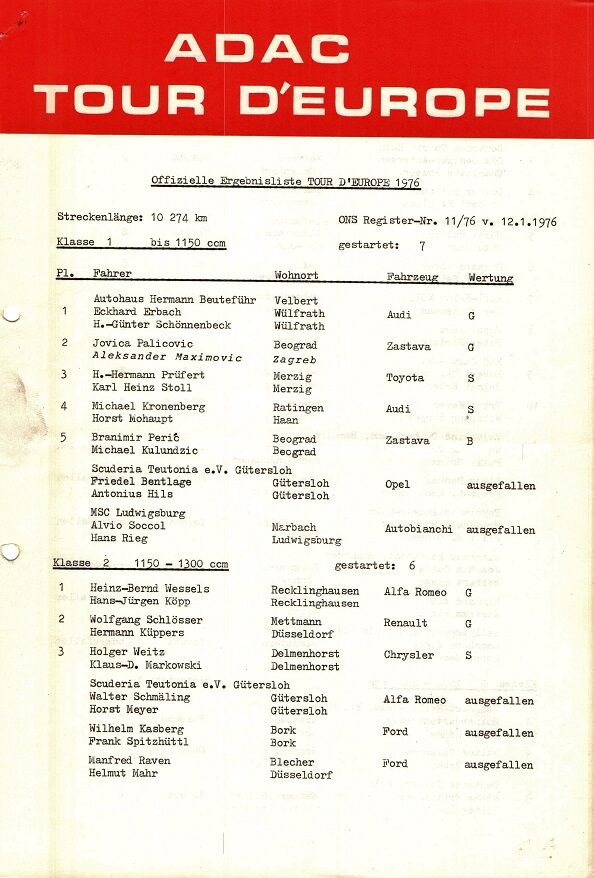 ADAC
TOUR D'EUROPE
Offizielle Ergebnisliste TOUR D'EUROPE 1976
Streckenlänge: 10 274 km ONS Register-Nr. 11/76 v. 12.1.1976
Klasse 1 bis 1150 ccm gestartet: 7
Pl. Fahrer Wohnort Fahrzeug Wertung
Autohaus Hermann Beuteführ Velbert
1 Eckhard Erbach Wülfrath Audi G
H.-Günter Schönnenbeck Wülfrath
2 Jovica Palicovic Beograd Zastava G
Aleksander Maximovic Zagreb
3 H.-Hermann Prüfert Merzig Toyota S
Karl Heinz Stoll Merzig
4 Michael Kronenberg Ratingen Audi S
Horst Mohaupt Haan
5 Branimir Perić Beograd Zastava B
Michael Kulundzic Beograd
Scuderia Teutonia e.V. Gütersloh
Friedel Bentlage Gütersloh Opel ausgefallen
Antonius Hils Gütersloh
MSC Ludwigsburg
Alvio Soccol Marbach Autobianchi ausgefallen
Hans Rieg Ludwigsburg
Klasse 2 1150 - 1300 ccm gestartet: 6
1 Heinz-Bernd Wessels Recklinghausen Alfa Romeo G
Hans-Jürgen Köpp Recklinghausen
2 Wolfgang Schlösser Mettmann Renault G
Hermann Küppers Düsseldorf
3 Holger Weitz Delmenhorst Chrysler S
Klaus-D. Markowski Delmenhorst
Scuderia Teutonia e.V. Gütersloh
Walter Schmäling Gütersloh Alfa Romeo ausgefallen
Horst Meyer Gütersloh
Wilhelm Kasberg Bork Ford ausgefallen
Frank Spitzhüttl Bork
Manfred Raven Blecher Ford ausgefallen
Helmut Mahr Düsseldorf